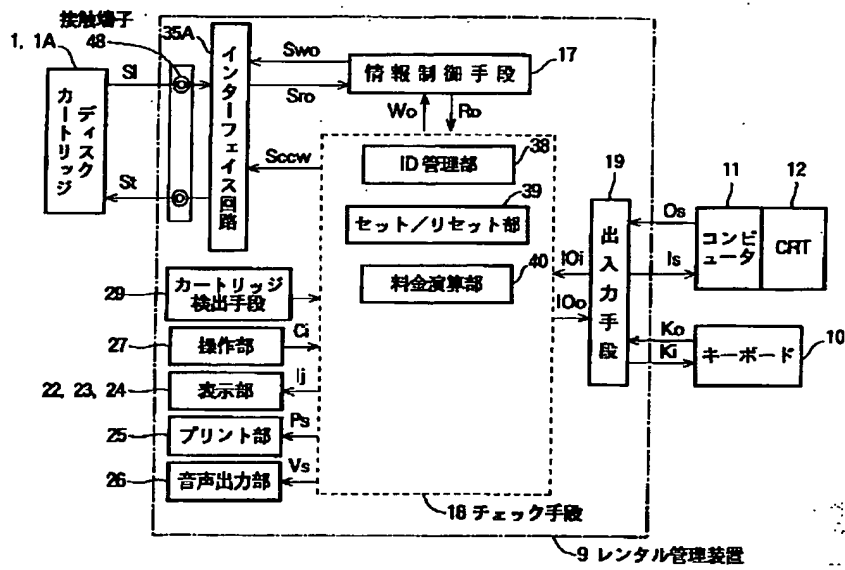 接触端子
1, 1A
48
35A
ディスクカートリッジ
SI
St
インターフェイス回路
Swo
Sro
情報制御手段
17
Wo
Ro
Sccw
ID管理部
38
39
セット／リセット部
料金演算部
40
19
出入力手段
IOi
IOo
11
12
Os
Is
コンピュータ
CRT
Ko
Ki
キーボード
10
29
カートリッジ検出手段
27
操作部
Ci
22, 23, 24
表示部
Ij
25
プリント部
Ps
26
音声出力部
Vs
18 チェック手段
9 レンタル管理装置